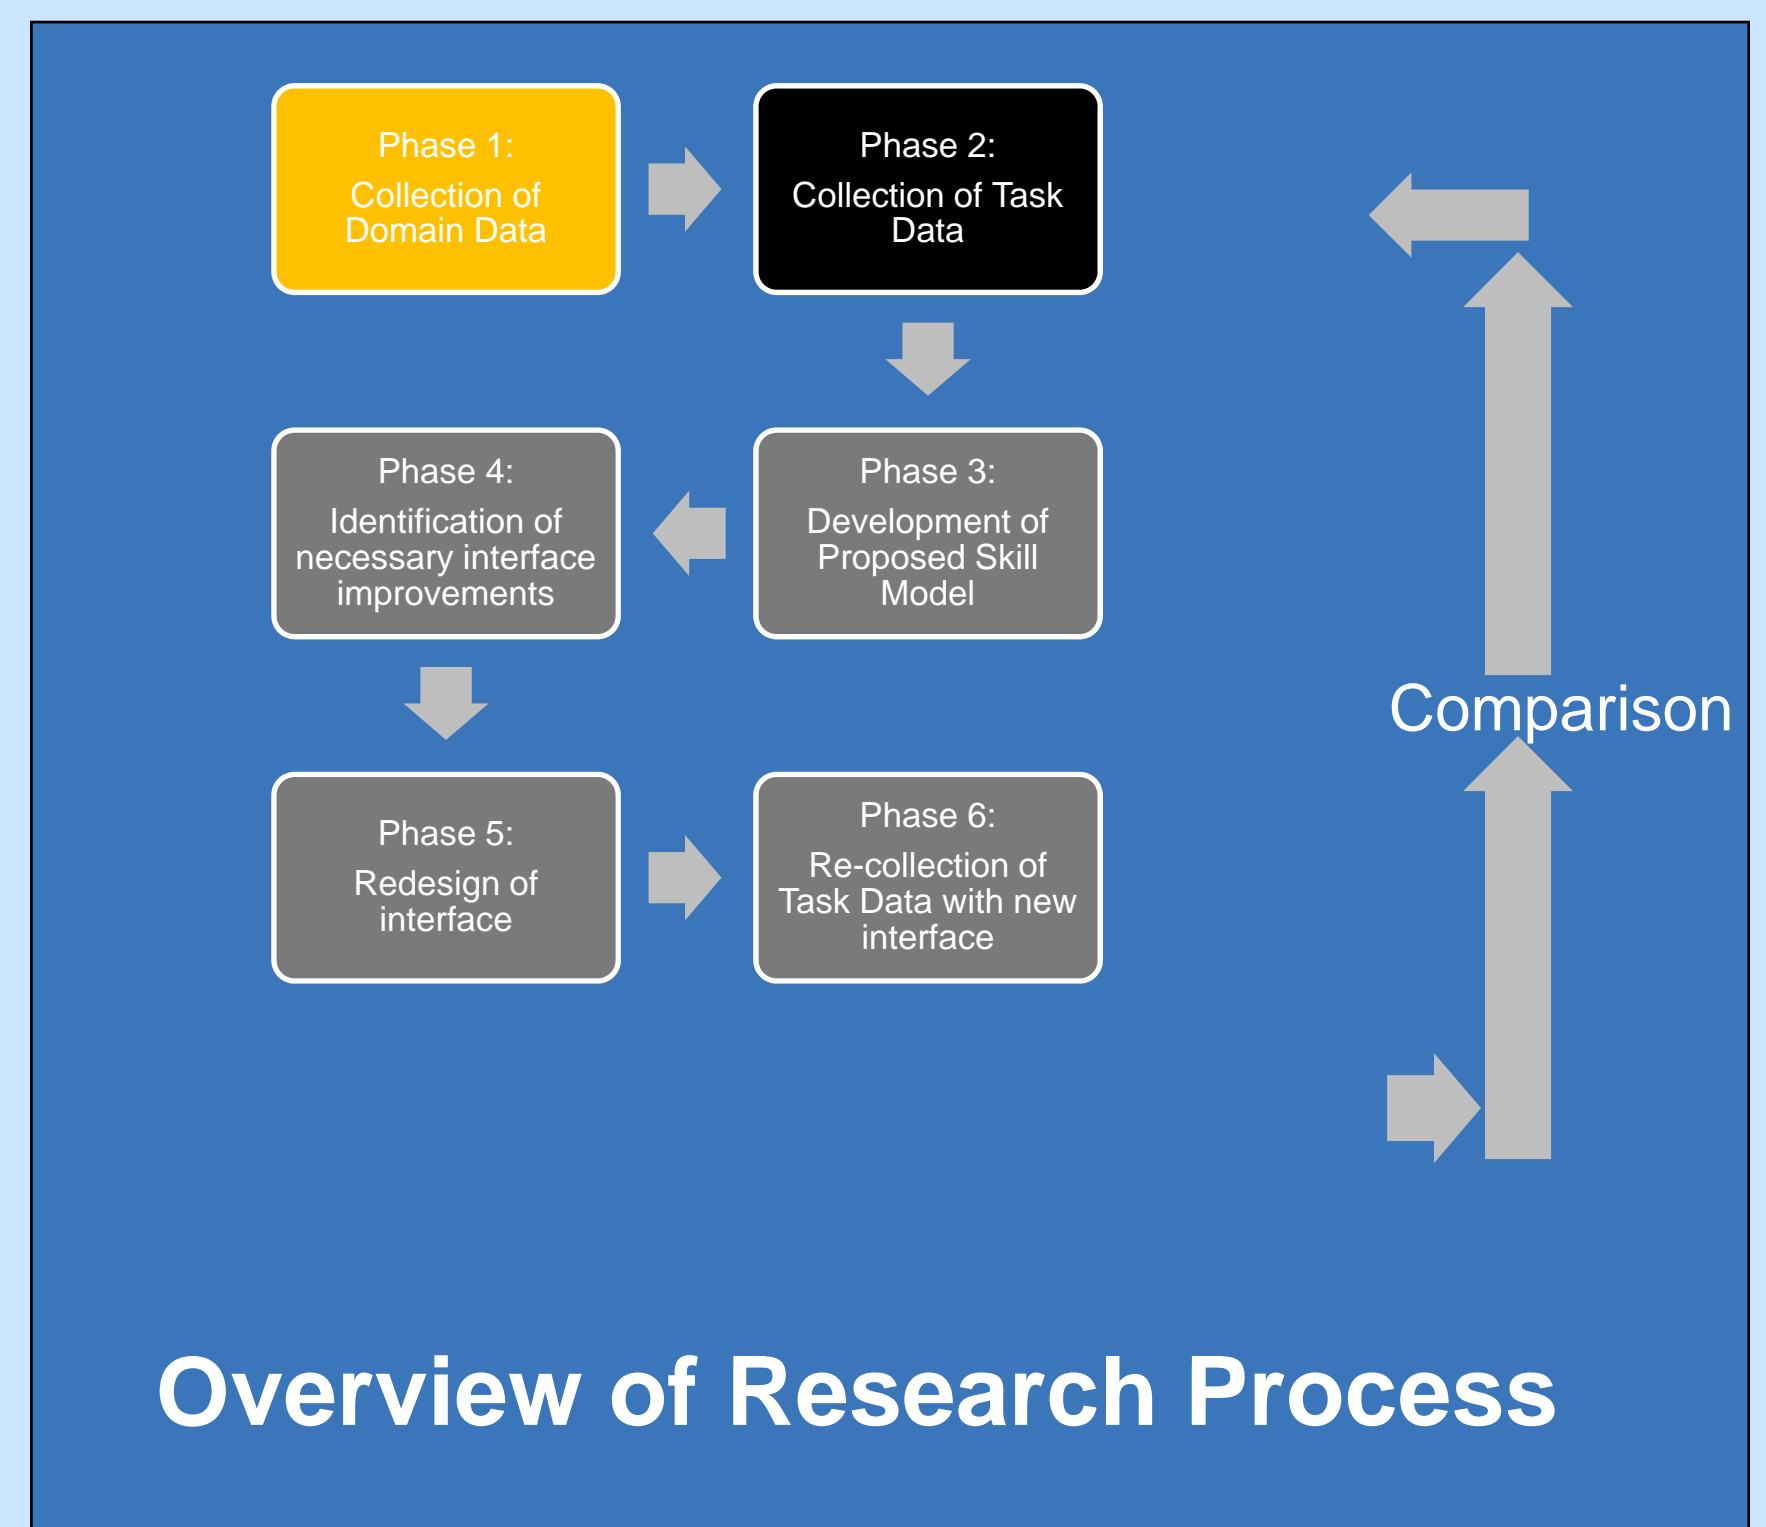 Phase 1:
Collection of
Domain Data
Phase 2:
Collection of Task
Data
Phase 3:
Development of
Proposed Skill
Model
Phase 4:
Identification of
necessary interface
improvements
Phase 5:
Redesign of
interface
Phase 6:
Re-collection of
Task Data with new
interface
Comparison
Overview of Research Process